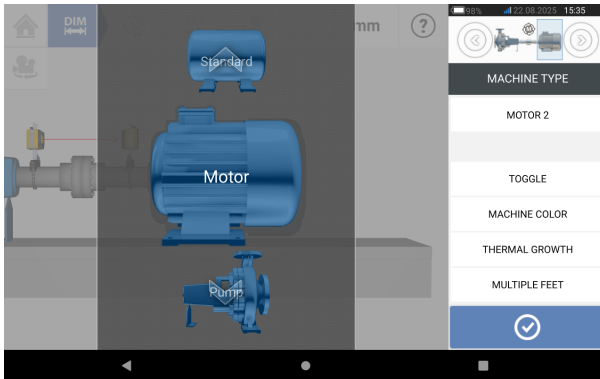 98% 22.08.2025 15:35
DIM
mm
?
Standard
Motor
Pump
M
MACHINE TYPE
MOTOR 2
TOGGLE
MACHINE COLOR
THERMAL GROWTH
MULTIPLE FEET